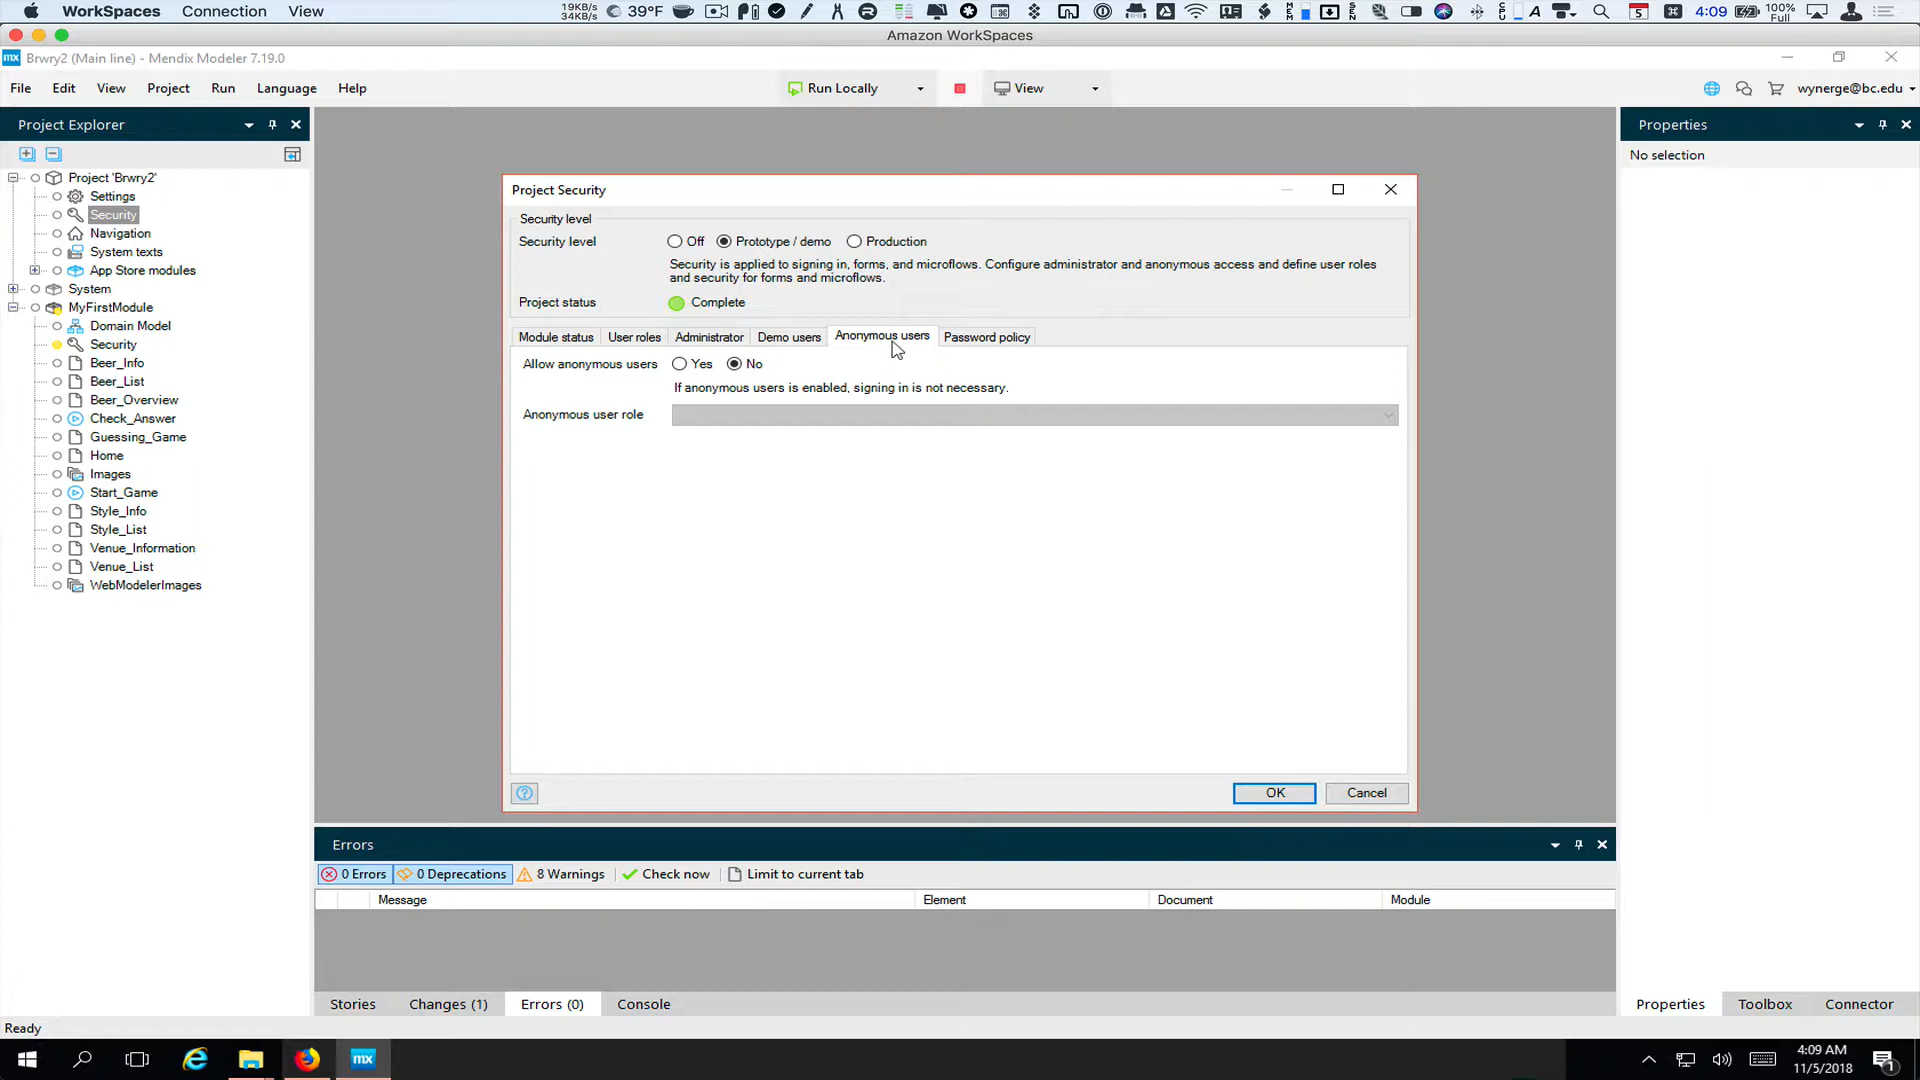 WorkSpaces Connection View 19KB/s 34KB/s 39°F MEM SEN CPU A 5 4:09 100% Full
Amazon WorkSpaces
mx Brwry2 (Main line) - Mendix Modeler 7.19.0
File Edit View Project Run Language Help Run Locally View wynerge@bc.edu
Project Explorer
Project 'Brwry2'
Settings
Security
Navigation
System texts
App Store modules
System
MyFirstModule
Domain Model
Security
Beer_Info
Beer_List
Beer_Overview
Check_Answer
Guessing_Game
Home
Images
Start_Game
Style_Info
Style_List
Venue_Information
Venue_List
WebModelerImages
Project Security
Security level
Security level Off Prototype / demo Production
Security is applied to signing in, forms, and microflows. Configure administrator and anonymous access and define user roles
and security for forms and microflows.
Project status Complete
Module status User roles Administrator Demo users Anonymous users Password policy
Allow anonymous users Yes No
If anonymous users is enabled, signing in is not necessary.
Anonymous user role
OK Cancel
Properties
No selection
Errors
0 Errors 0 Deprecations 8 Warnings Check now Limit to current tab
Message Element Document Module
Stories Changes (1) Errors (0) Console
Properties Toolbox Connector
Ready
mx
4:09 AM
11/5/2018
1